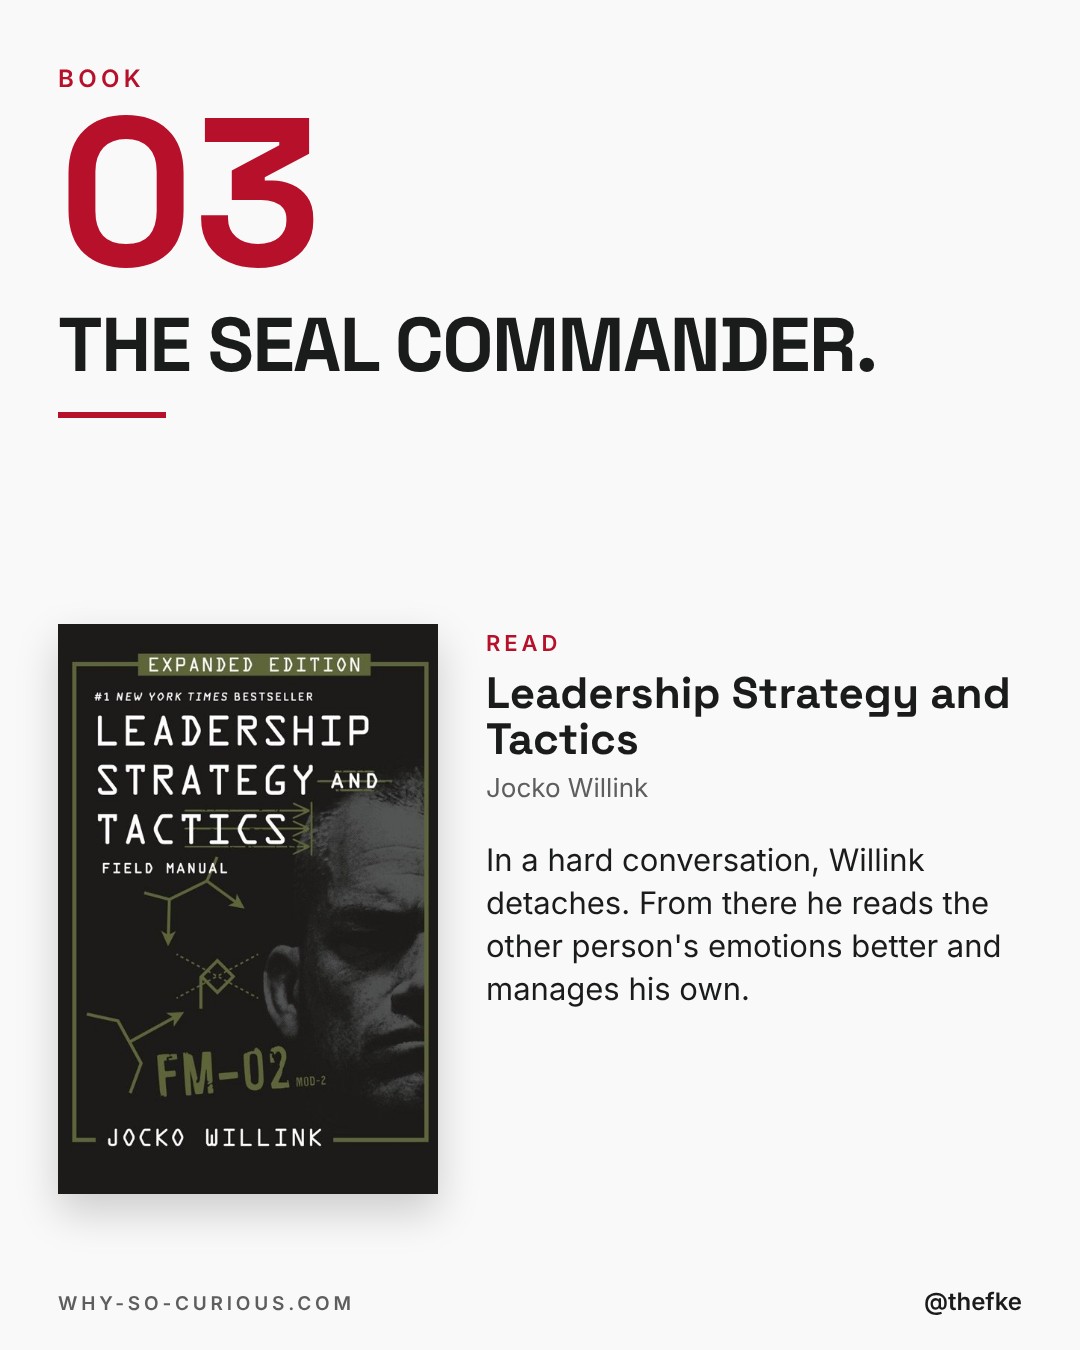 BOOK
03
THE SEAL COMMANDER.
EXPANDED EDITION
#1 NEW YORK TIMES BESTSELLER
LEADERSHIP
STRATEGY AND
TACTICS
FIELD MANUAL
FM-02 MOD-2
JOCKO WILLINK
READ
Leadership Strategy and
Tactics
Jocko Willink
In a hard conversation, Willink
detaches. From there he reads the
other person's emotions better and
manages his own.
WHY-SO-CURIOUS.COM
@thefke